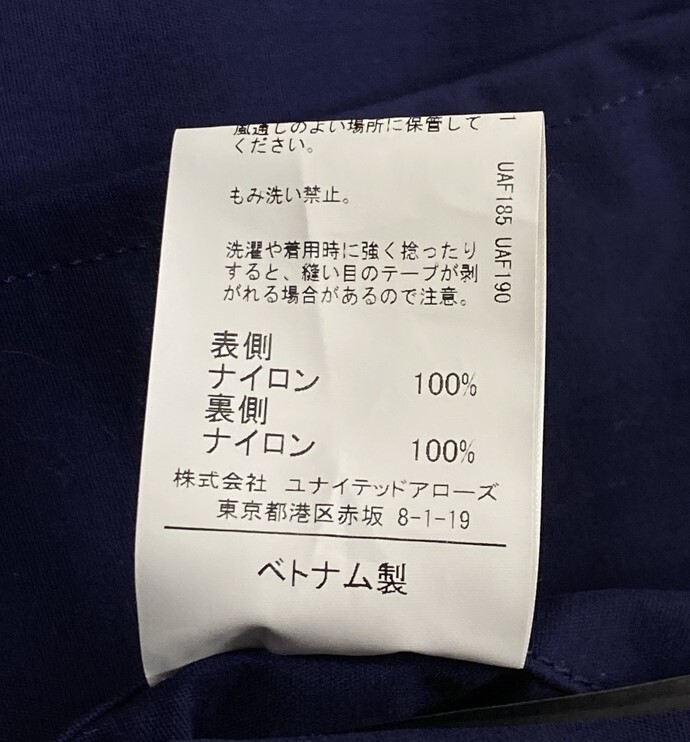 風通しのよい場所に保管して
ください。
もみ洗い禁止。
洗濯や着用時に強く捻ったり
すると、縫い目のテープが剥
がれる場合があるので注意。
表側
ナイロン 100%
裏側
ナイロン 100%
株式会社 ユナイテッドアローズ
東京都港区赤坂 8-1-19
ベトナム製
1 UAF185 UAF190